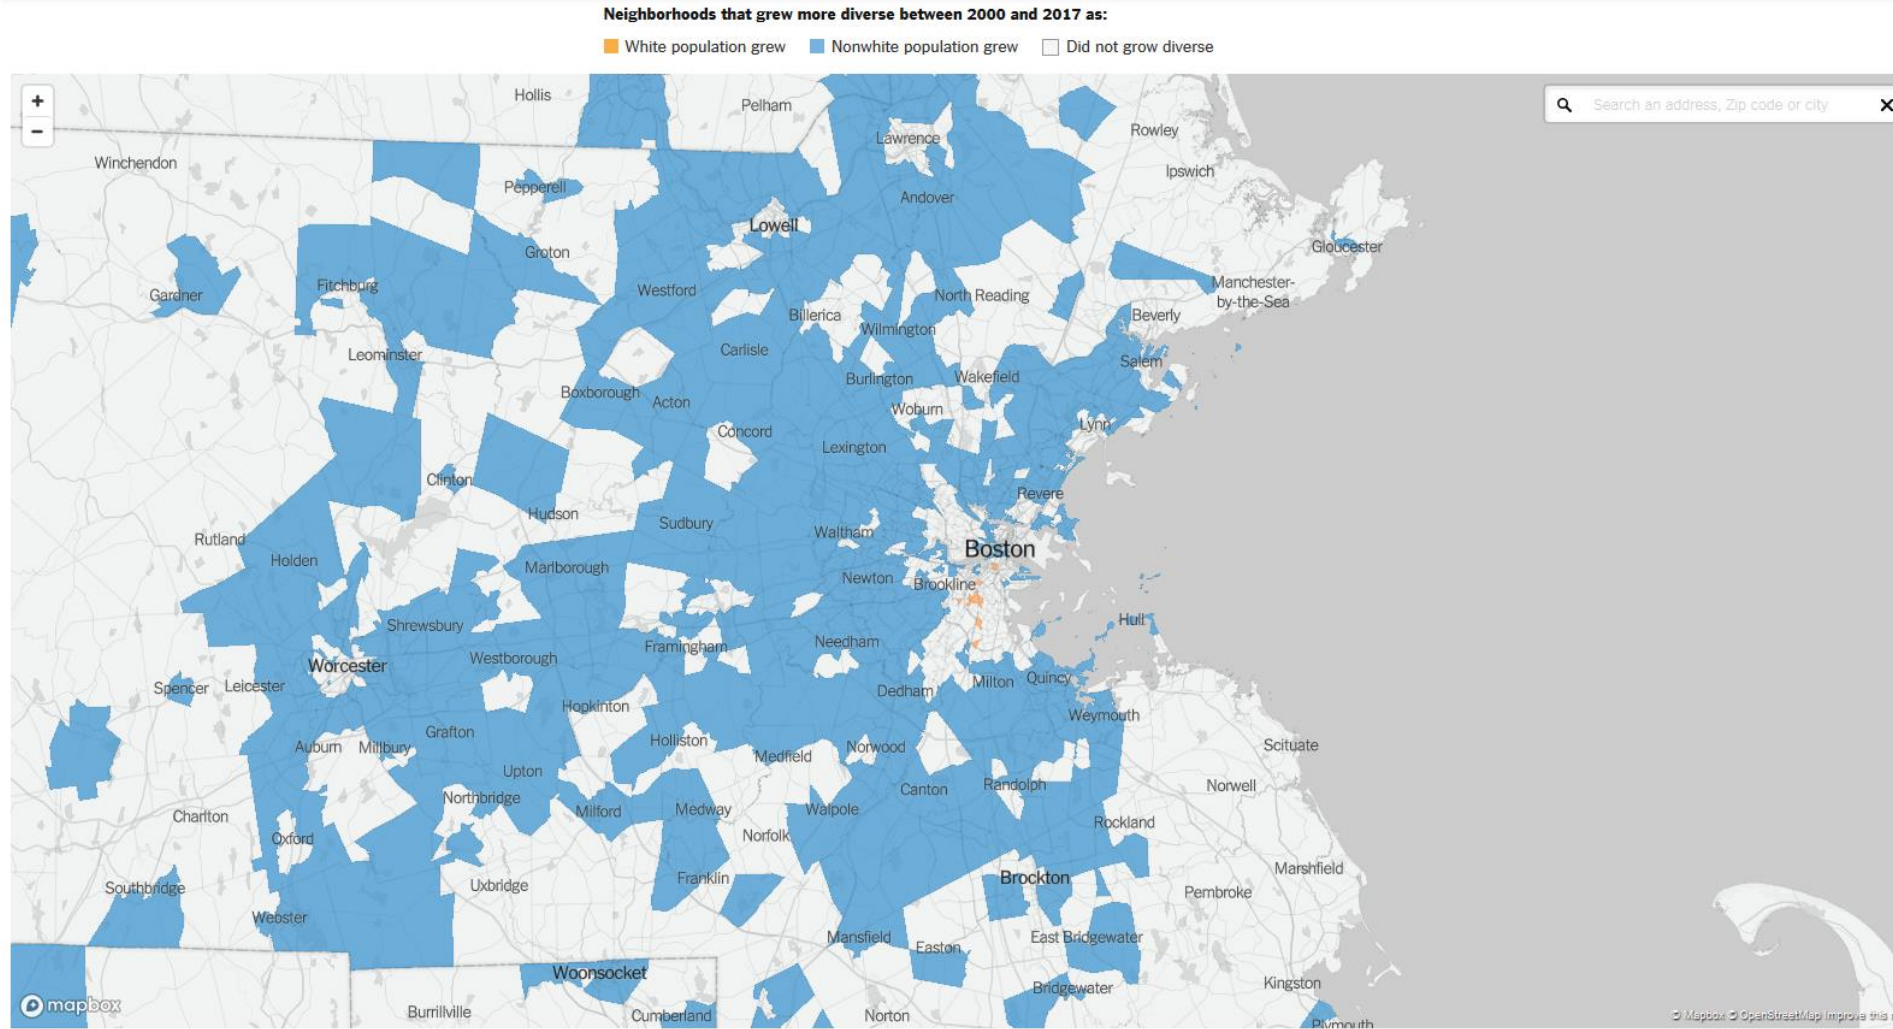 Neighborhoods that grew more diverse between 2000 and 2017 as:
White population grew Nonwhite population grew Did not grow diverse
+
−
Search an address, Zip code or city
Hollis
Pelham
Rowley
Lawrence
Winchendon
Ipswich
Pepperell
Andover
Lowell
Gloucester
Groton
Manchester-
by-the-Sea
Fitchburg
Westford
Gardner
North Reading
Billerica
Beverly
Wilmington
Leominster
Carlisle
Salem
Burlington
Wakefield
Boxborough
Acton
Woburn
Lynn
Concord
Lexington
Clinton
Revere
Hudson
Sudbury
Waltham
Rutland
Boston
Holden
Marlborough
Newton
Brookline
Shrewsbury
Hull
Framingham
Needham
Westborough
Worcester
Spencer
Leicester
Dedham
Milton
Quincy
Hopkinton
Weymouth
Grafton
Holliston
Auburn
Millbury
Norwood
Medfield
Scituate
Upton
Canton
Randolph
Norwell
Northbridge
Milford
Medway
Walpole
Charlton
Rockland
Oxford
Norfolk
Marshfield
Franklin
Brockton
Southbridge
Uxbridge
Pembroke
Webster
Mansfield
Easton
East Bridgewater
Woonsocket
Kingston
Bridgewater
mapbox
Burrillville
Cumberland
Norton
Plymouth
© Mapbox © OpenStreetMap Improve this